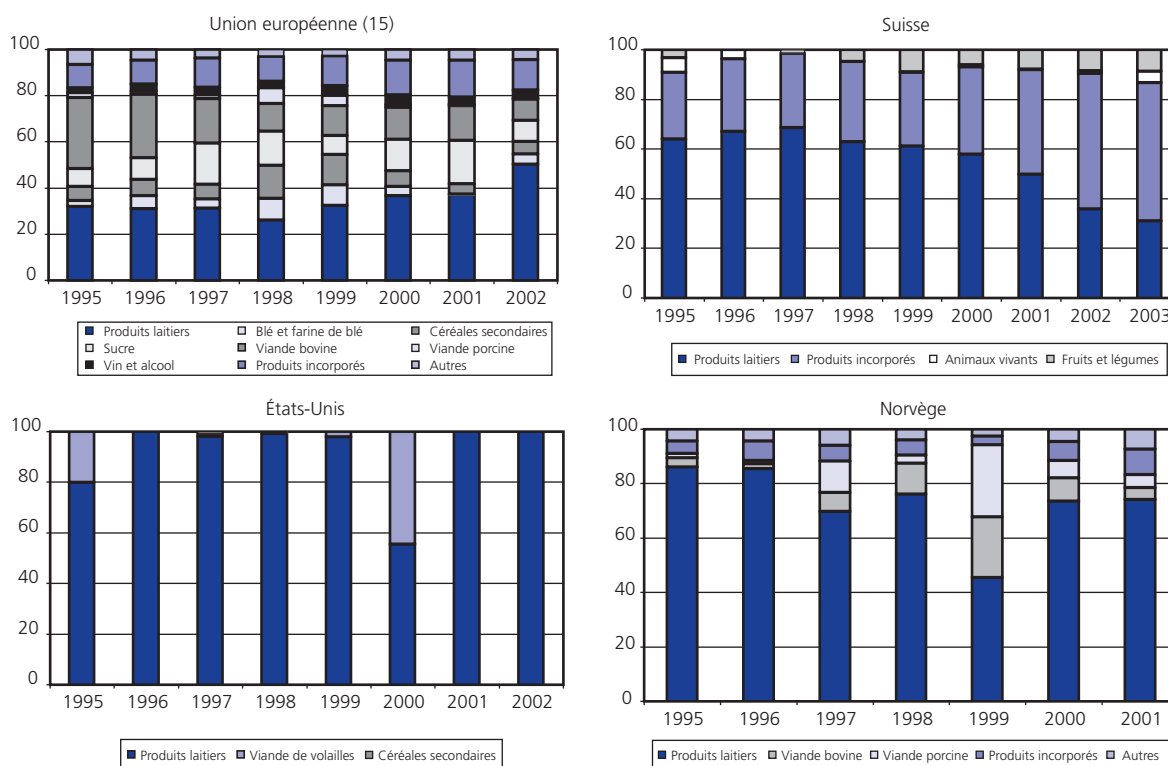 Union européenne (15)
100
80
60
40
20
0
1995 1996 1997 1998 1999 2000 2001 2002
Produits laitiers Blé et farine de blé Céréales secondaires
Sucre Viande bovine Viande porcine
Vin et alcool Produits incorporés Autres
Suisse
100
80
60
40
20
0
1995 1996 1997 1998 1999 2000 2001 2002 2003
Produits laitiers Produits incorporés Animaux vivants Fruits et légumes
États-Unis
100
80
60
40
20
0
1995 1996 1997 1998 1999 2000 2001 2002
Produits laitiers Viande de volailles Céréales secondaires
Norvège
100
80
60
40
20
0
1995 1996 1997 1998 1999 2000 2001
Produits laitiers Viande bovine Viande porcine Produits incorporés Autres